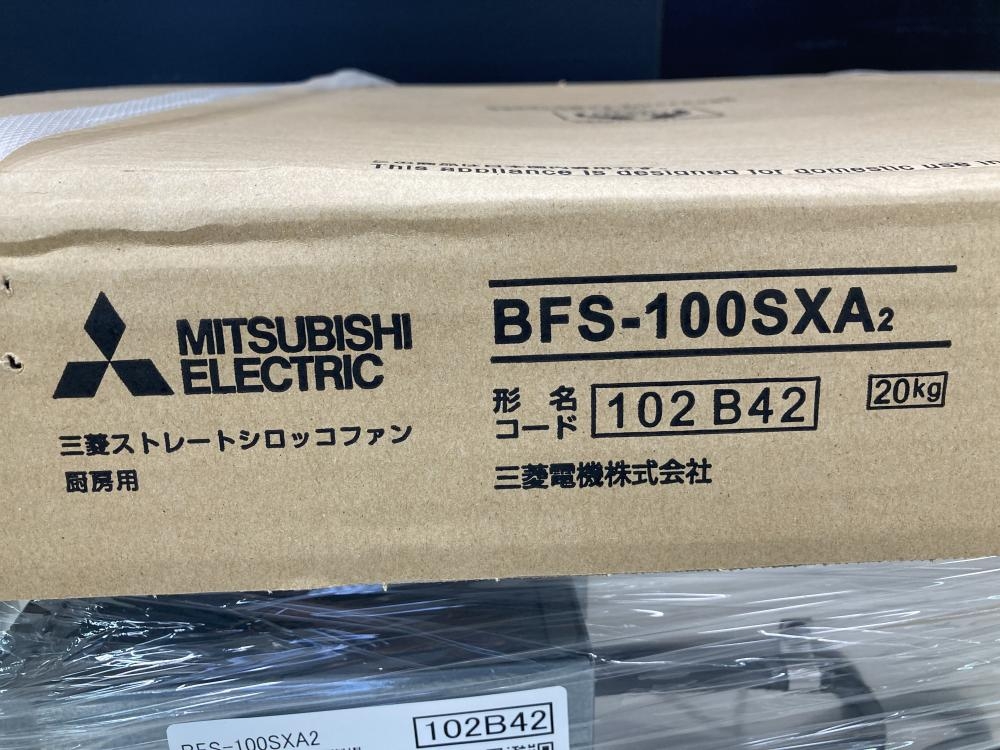 This appliance is designed for domestic use in
MITSUBISHI
ELECTRIC
三菱ストレートシロッコファン
厨房用
BFS-100SXA2
形名
コード
102B42
20kg
三菱電機株式会社
BFS-100SXA2
102B42